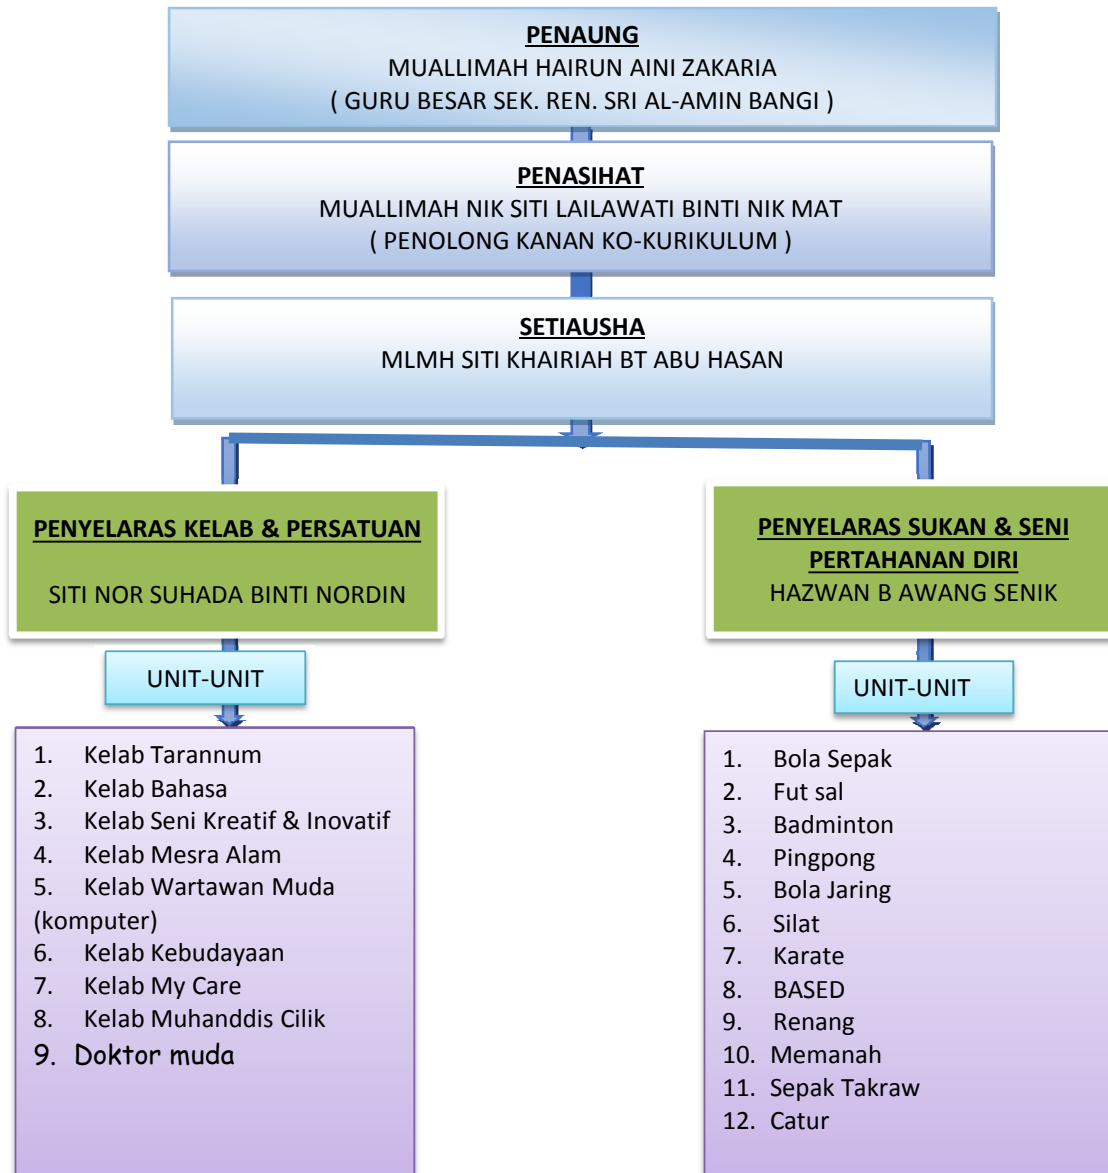 PENAUNG
MUALLIMAH HAIRUN AINI ZAKARIA
( GURU BESAR SEK. REN. SRI AL-AMIN BANGI )
PENASIHAT
MUALLIMAH NIK SITI LAILAWATI BINTI NIK MAT
( PENOLONG KANAN KO-KURIKULUM )
SETIAUSHA
MLMH SITI KHAIRIAH BT ABU HASAN
PENYELARAS KELAB & PERSATUAN
SITI NOR SUHADA BINTI NORDIN
UNIT-UNIT
1. Kelab Tarannum
2. Kelab Bahasa
3. Kelab Seni Kreatif & Inovatif
4. Kelab Mesra Alam
5. Kelab Wartawan Muda
(komputer)
6. Kelab Kebudayaan
7. Kelab My Care
8. Kelab Muhanddis Cilik
9. Doktor muda
PENYELARAS SUKAN & SENI
PERTAHANAN DIRI
HAZWAN B AWANG SENIK
UNIT-UNIT
1. Bola Sepak
2. Fut sal
3. Badminton
4. Pingpong
5. Bola Jaring
6. Silat
7. Karate
8. BASED
9. Renang
10. Memanah
11. Sepak Takraw
12. Catur